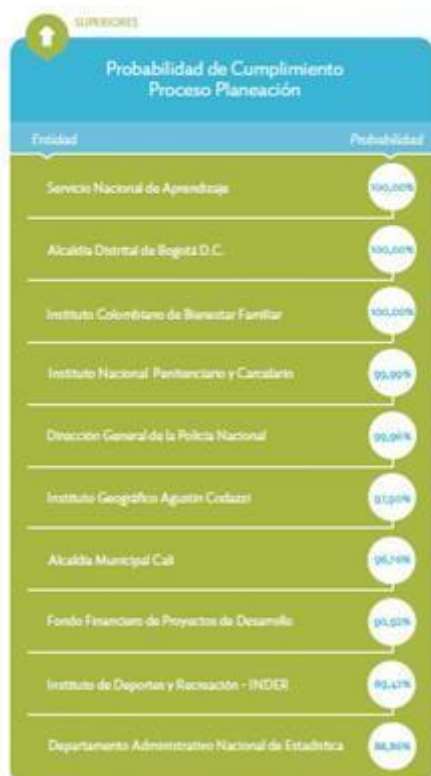 SUPERIORES
Probabilidad de Cumplimiento
Proceso Planeación
Entidad Probabilidad
Servicio Nacional de Aprendizaje 100,00%
Alcaldía Distrital de Bogotá D.C. 100,00%
Instituto Colombiano de Bienestar Familiar 100,00%
Instituto Nacional Penitenciario y Carcelario 99,99%
Dirección General de la Policía Nacional 99,96%
Instituto Geográfico Agustín Codazzi 97,90%
Alcaldía Municipal Cali
Fondo Financiero de Proyectos de Desarrollo 90,92%
Instituto de Deportes y Recreación - INDER 89,42%
Departamento Administrativo Nacional de Estadística